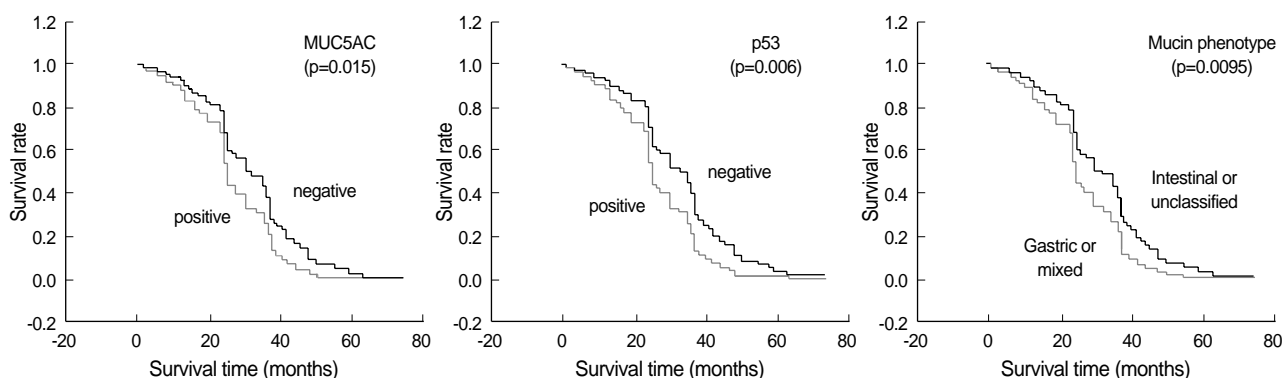 1.2
1.0
0.8
0.6
0.4
0.2
0.0
-0.2
Survival rate
MUC5AC
(p=0.015)
negative
positive
-20
0
20
40
60
80
Survival time (months)
1.2
1.0
0.8
0.6
0.4
0.2
0.0
-0.2
Survival rate
p53
(p=0.006)
negative
positive
-20
0
20
40
60
80
Survival time (months)
1.2
1.0
0.8
0.6
0.4
0.2
0.0
-0.2
Survival rate
Mucin phenotype
(p=0.0095)
Intestinal or
unclassified
Gastric or
mixed
-20
0
20
40
60
80
Survival time (months)